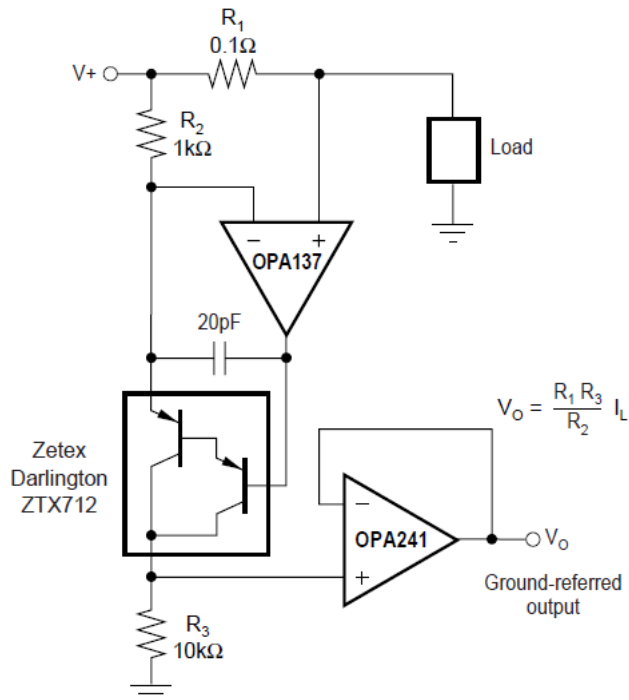 R1
0.1Ω
V+
R2
1kΩ
Load
− +
OPA137
20pF
VO = R1 R3 / R2 IL
Zetex
Darlington
ZTX712
−
OPA241
+
VO
Ground-referred
output
R3
10kΩ